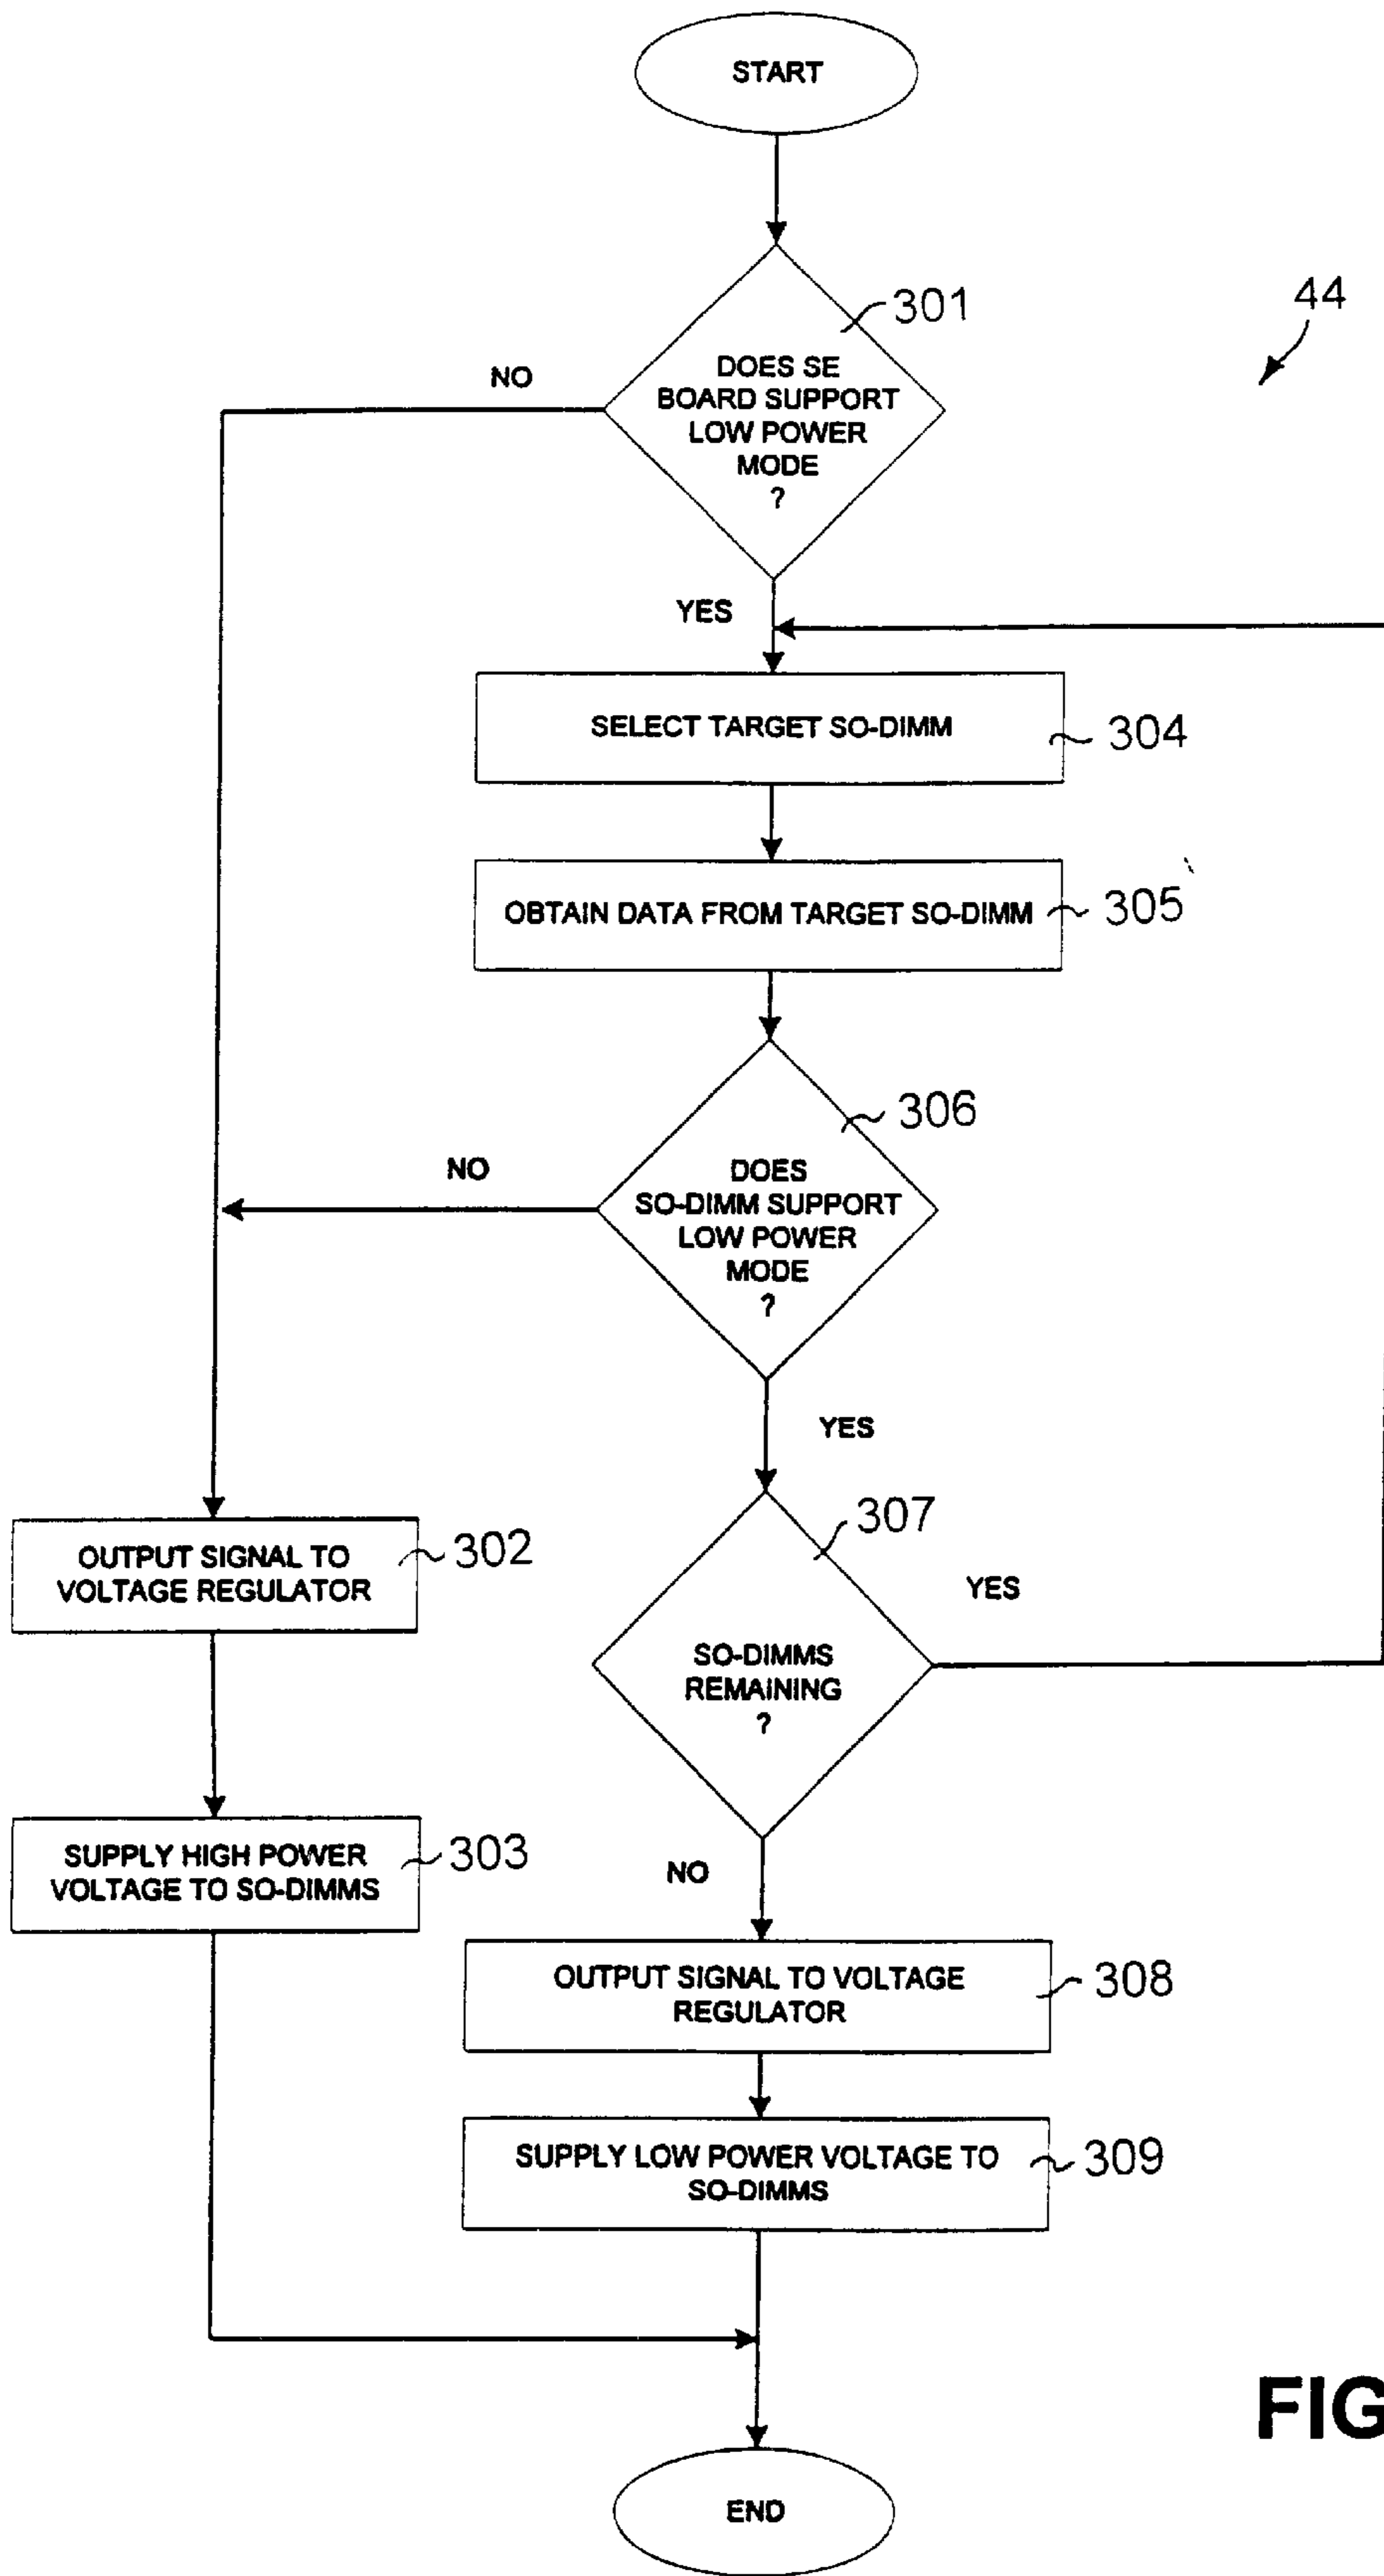 START
301
44
DOES SE
BOARD SUPPORT
LOW POWER
MODE
?
NO
YES
SELECT TARGET SO-DIMM
304
OBTAIN DATA FROM TARGET SO-DIMM
305
306
DOES
SO-DIMM SUPPORT
LOW POWER
MODE
?
NO
YES
307
OUTPUT SIGNAL TO
VOLTAGE REGULATOR
302
YES
SO-DIMMS
REMAINING
?
SUPPLY HIGH POWER
VOLTAGE TO SO-DIMMS
303
NO
OUTPUT SIGNAL TO VOLTAGE
REGULATOR
308
SUPPLY LOW POWER VOLTAGE TO
SO-DIMMS
309
FIG
END